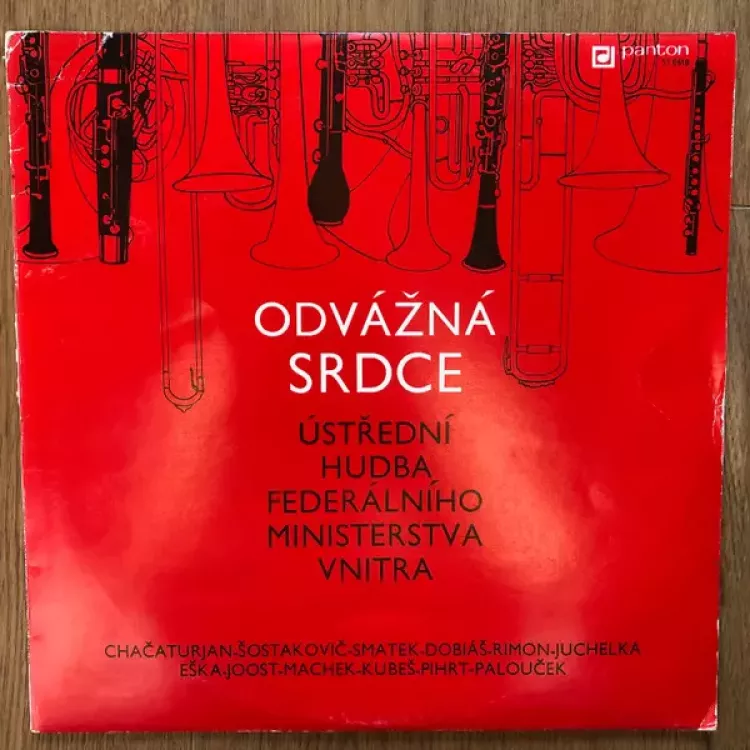 panton
ODVÁŽNÁ
SRDCE
ÚSTŘEDNÍ
HUDBA
FEDERÁLNÍHO
MINISTERSTVA
VNITRA
CHAČATURJAN-ŠOSTAKOVIČ-SMATEK-DOBIÁŠ-RIMON-JUCHELKA
EŠKA-JOOST-MACHEK-KUBEŠ-PIHRT-PALOUČEK